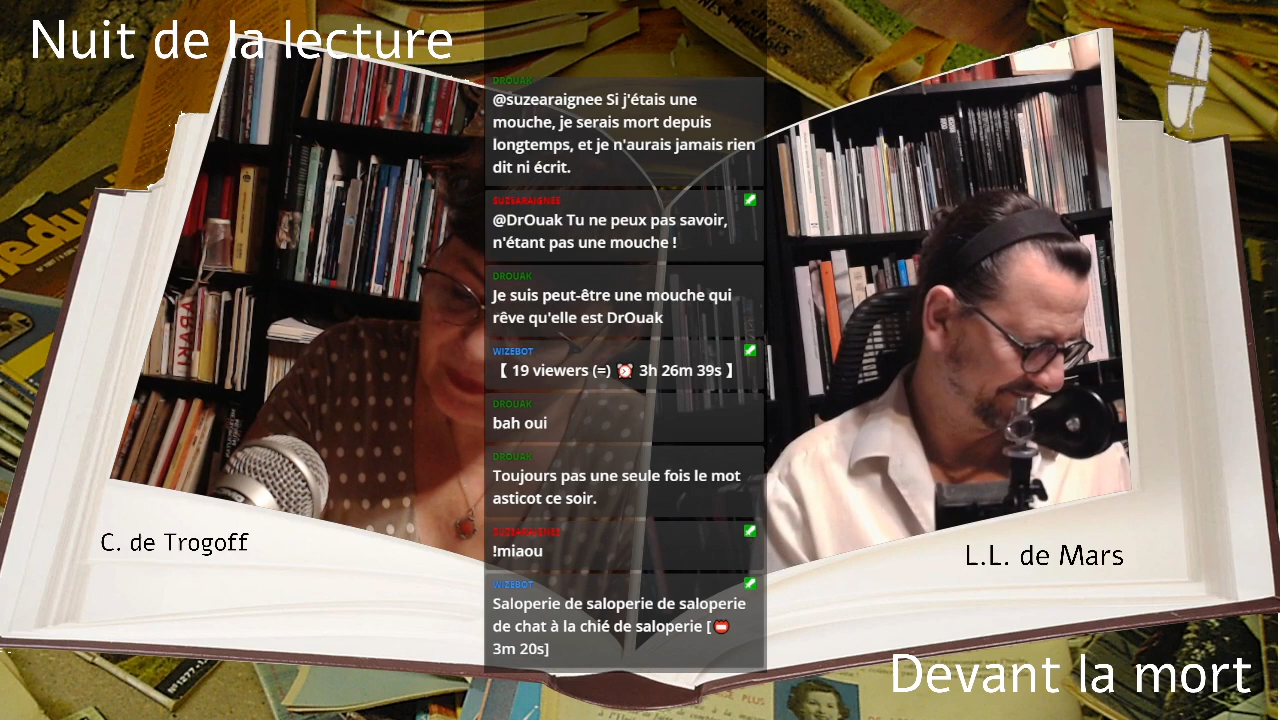 Nuit de la lecture
DROUAK
@suzearaignee Si j'étais une
mouche, je serais mort depuis
longtemps, et je n'aurais jamais rien
dit ni écrit.
SUZEARAIGNEE
@DrOuak Tu ne peux pas savoir,
n'étant pas une mouche !
DROUAK
Je suis peut-être une mouche qui
rêve qu'elle est DrOuak
WIZEBOT
【 19 viewers (=) ⏰ 3h 26m 39s 】
DROUAK
bah oui
DROUAK
Toujours pas une seule fois le mot
asticot ce soir.
SUZEARAIGNEE
!miaou
WIZEBOT
Saloperie de saloperie de saloperie
de chat à la chié de saloperie [📛
3m 20s]
C. de Trogoff
L.L. de Mars
Devant la mort